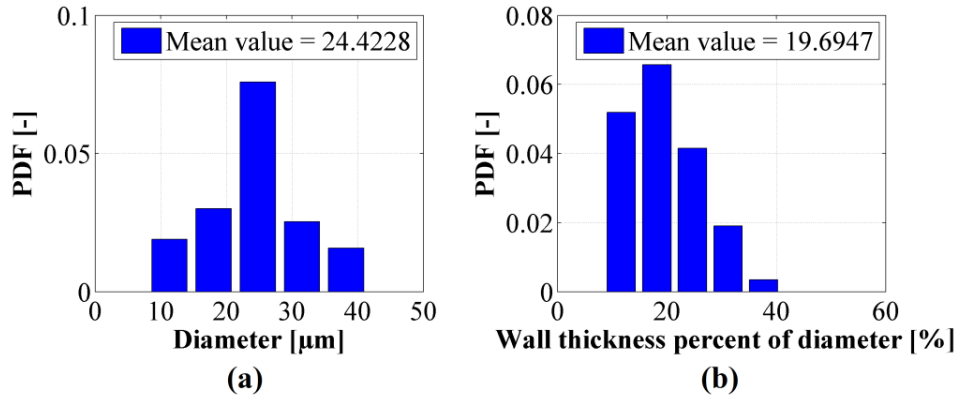 0.1
Mean value = 24.4228
0.05
0
PDF [-]
0 10 20 30 40 50
Diameter [μm]
(a)
0.08
Mean value = 19.6947
0.06
0.04
0.02
0
PDF [-]
0 20 40 60
Wall thickness percent of diameter [%]
(b)